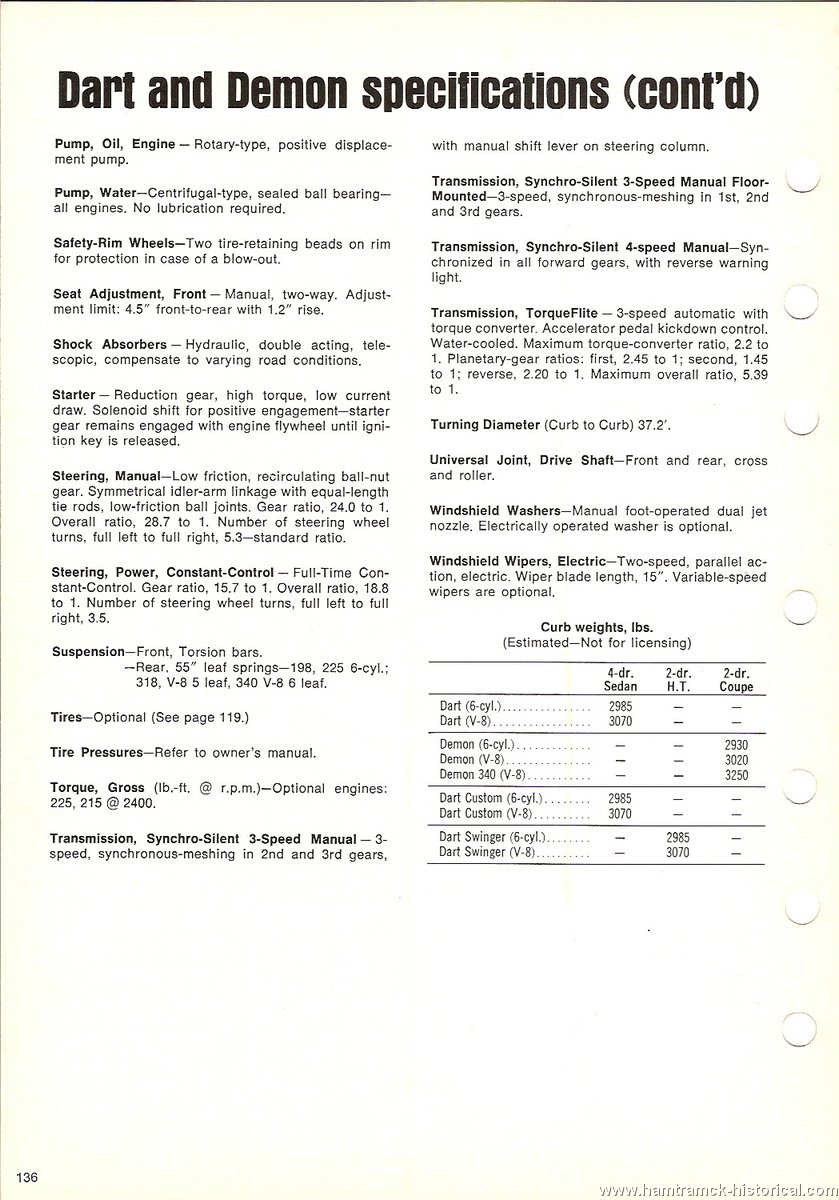 Dart and Demon specifications (cont'd)
Pump, Oil, Engine — Rotary-type, positive displace-
ment pump.
Pump, Water—Centrifugal-type, sealed ball bearing—
all engines. No lubrication required.
Safety-Rim Wheels—Two tire-retaining beads on rim
for protection in case of a blow-out.
Seat Adjustment, Front — Manual, two-way. Adjust-
ment limit: 4.5″ front-to-rear with 1.2″ rise.
Shock Absorbers — Hydraulic, double acting, tele-
scopic, compensate to varying road conditions.
Starter — Reduction gear, high torque, low current
draw. Solenoid shift for positive engagement—starter
gear remains engaged with engine flywheel until igni-
tion key is released.
Steering, Manual—Low friction, recirculating ball-nut
gear. Symmetrical idler-arm linkage with equal-length
tie rods, low-friction ball joints. Gear ratio, 24.0 to 1.
Overall ratio, 28.7 to 1. Number of steering wheel
turns, full left to full right, 5.3—standard ratio.
Steering, Power, Constant-Control — Full-Time Con-
stant-Control. Gear ratio, 15.7 to 1. Overall ratio, 18.8
to 1. Number of steering wheel turns, full left to full
right, 3.5.
Suspension—Front, Torsion bars.
—Rear, 55″ leaf springs—198, 225 6-cyl.;
318, V-8 5 leaf, 340 V-8 6 leaf.
Tires—Optional (See page 119.)
Tire Pressures—Refer to owner's manual.
Torque, Gross (lb.-ft. @ r.p.m.)—Optional engines:
225, 215 @ 2400.
Transmission, Synchro-Silent 3-Speed Manual — 3-
speed, synchronous-meshing in 2nd and 3rd gears,
with manual shift lever on steering column.
Transmission, Synchro-Silent 3-Speed Manual Floor-
Mounted—3-speed, synchronous-meshing in 1st, 2nd
and 3rd gears.
Transmission, Synchro-Silent 4-speed Manual—Syn-
chronized in all forward gears, with reverse warning
light.
Transmission, TorqueFlite — 3-speed automatic with
torque converter. Accelerator pedal kickdown control.
Water-cooled. Maximum torque-converter ratio, 2.2 to
1. Planetary-gear ratios: first, 2.45 to 1; second, 1.45
to 1; reverse, 2.20 to 1. Maximum overall ratio, 5.39
to 1.
Turning Diameter (Curb to Curb) 37.2′.
Universal Joint, Drive Shaft—Front and rear, cross
and roller.
Windshield Washers—Manual foot-operated dual jet
nozzle. Electrically operated washer is optional.
Windshield Wipers, Electric—Two-speed, parallel ac-
tion, electric. Wiper blade length, 15″. Variable-speed
wipers are optional.
Curb weights, lbs.
(Estimated—Not for licensing)
4-dr. 2-dr. 2-dr.
Sedan H.T. Coupe
Dart (6-cyl.)............... 2985 — —
Dart (V-8)................. 3070 — —
Demon (6-cyl.)............. — — 2930
Demon (V-8)............... — — 3020
Demon 340 (V-8)........... — — 3250
Dart Custom (6-cyl.)........ 2985 — —
Dart Custom (V-8).......... 3070 — —
Dart Swinger (6-cyl.)........ — 2985 —
Dart Swinger (V-8).......... — 3070 —
136
www.hamtramck-historical.com